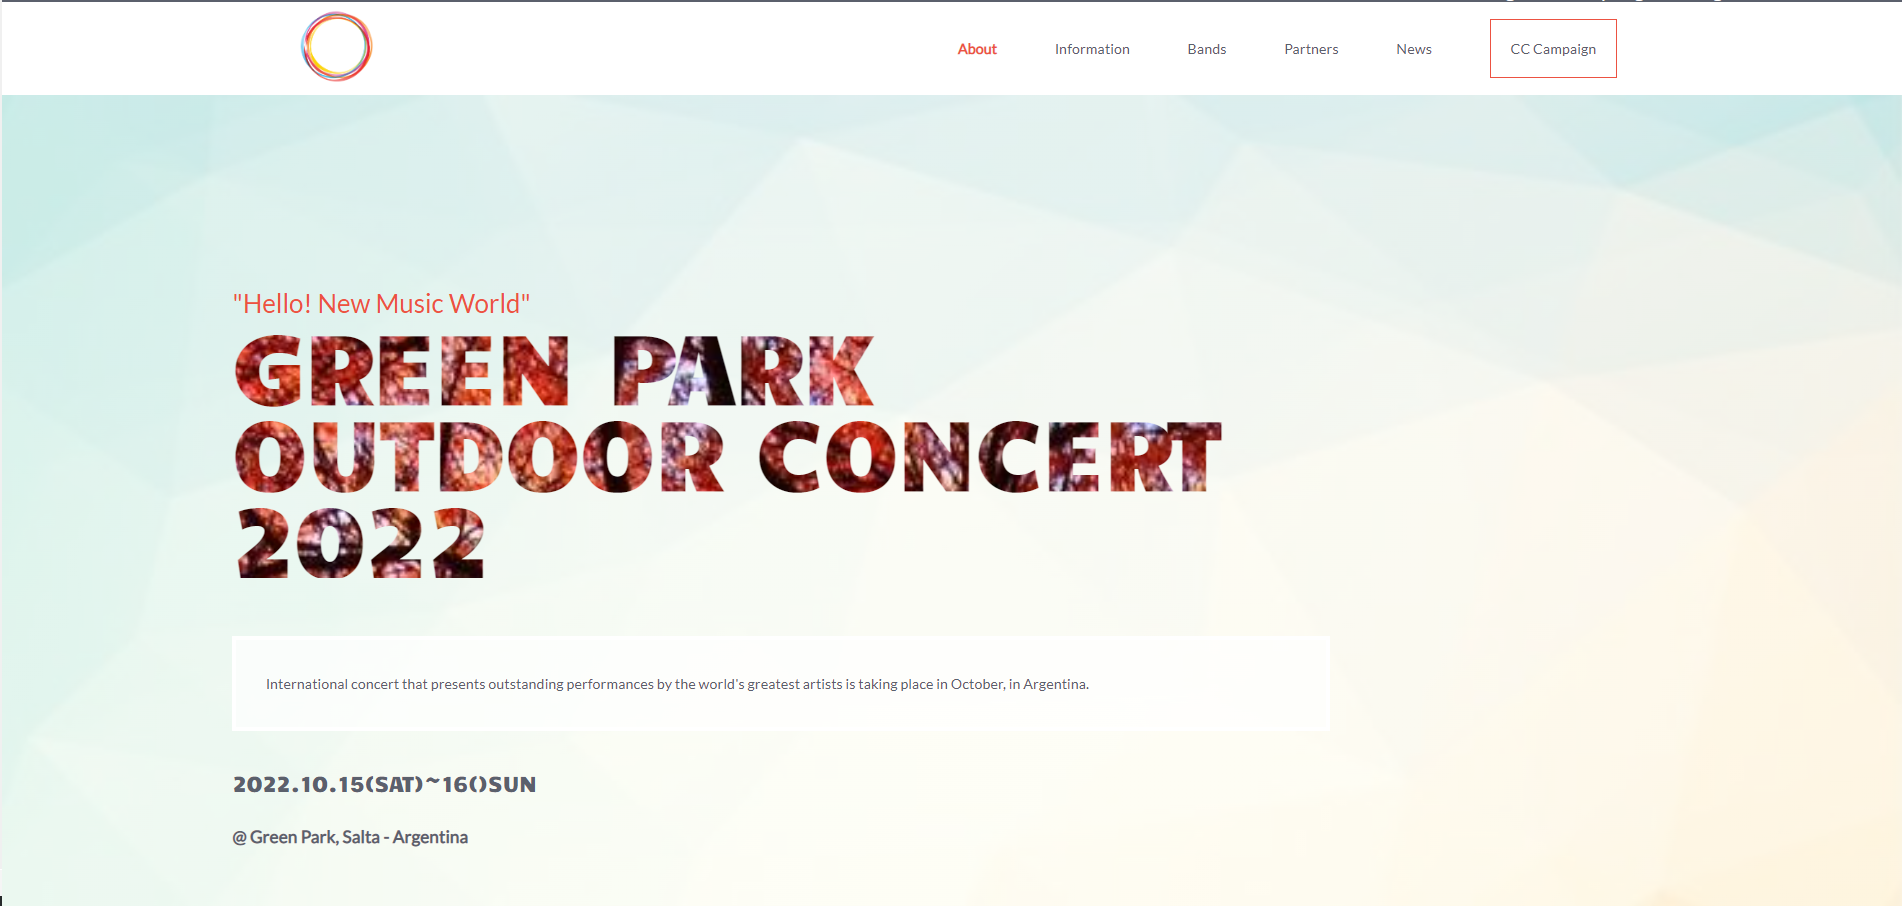 About
Information
Bands
Partners
News
CC Campaign
"Hello! New Music World"
GREEN PARK
OUTDOOR CONCERT
2022
International concert that presents outstanding performances by the world's greatest artists is taking place in October, in Argentina.
2022.10.15(SAT)~16()SUN
@ Green Park, Salta - Argentina